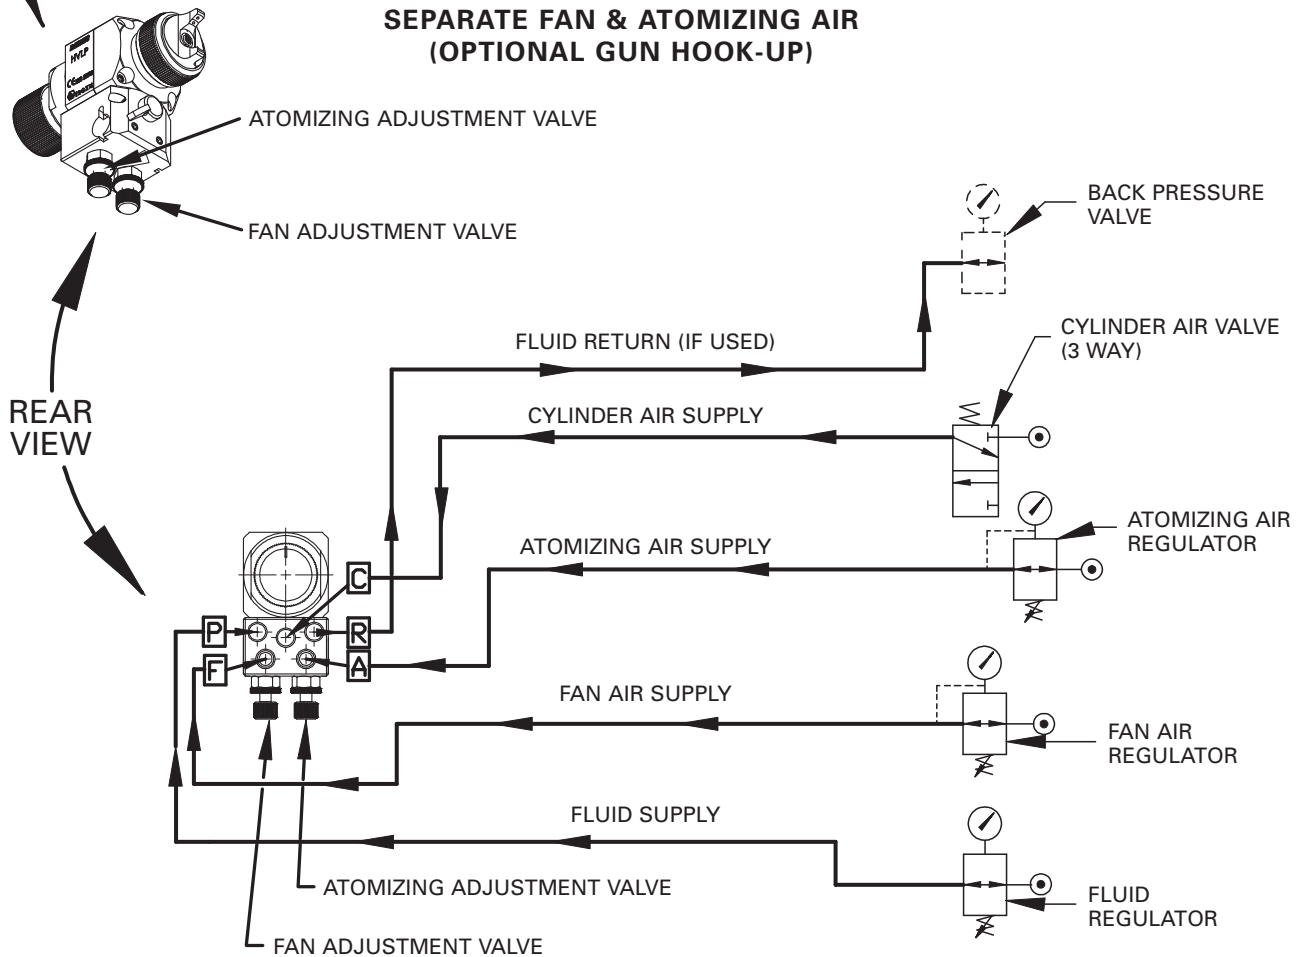 SEPARATE FAN & ATOMIZING AIR
(OPTIONAL GUN HOOK-UP)
HVLP
ATOMIZING ADJUSTMENT VALVE
FAN ADJUSTMENT VALVE
BACK PRESSURE
VALVE
CYLINDER AIR VALVE
(3 WAY)
FLUID RETURN (IF USED)
REAR
VIEW
CYLINDER AIR SUPPLY
ATOMIZING AIR
REGULATOR
ATOMIZING AIR SUPPLY
C
P
R
F
A
FAN AIR SUPPLY
FAN AIR
REGULATOR
FLUID SUPPLY
ATOMIZING ADJUSTMENT VALVE
FLUID
REGULATOR
FAN ADJUSTMENT VALVE